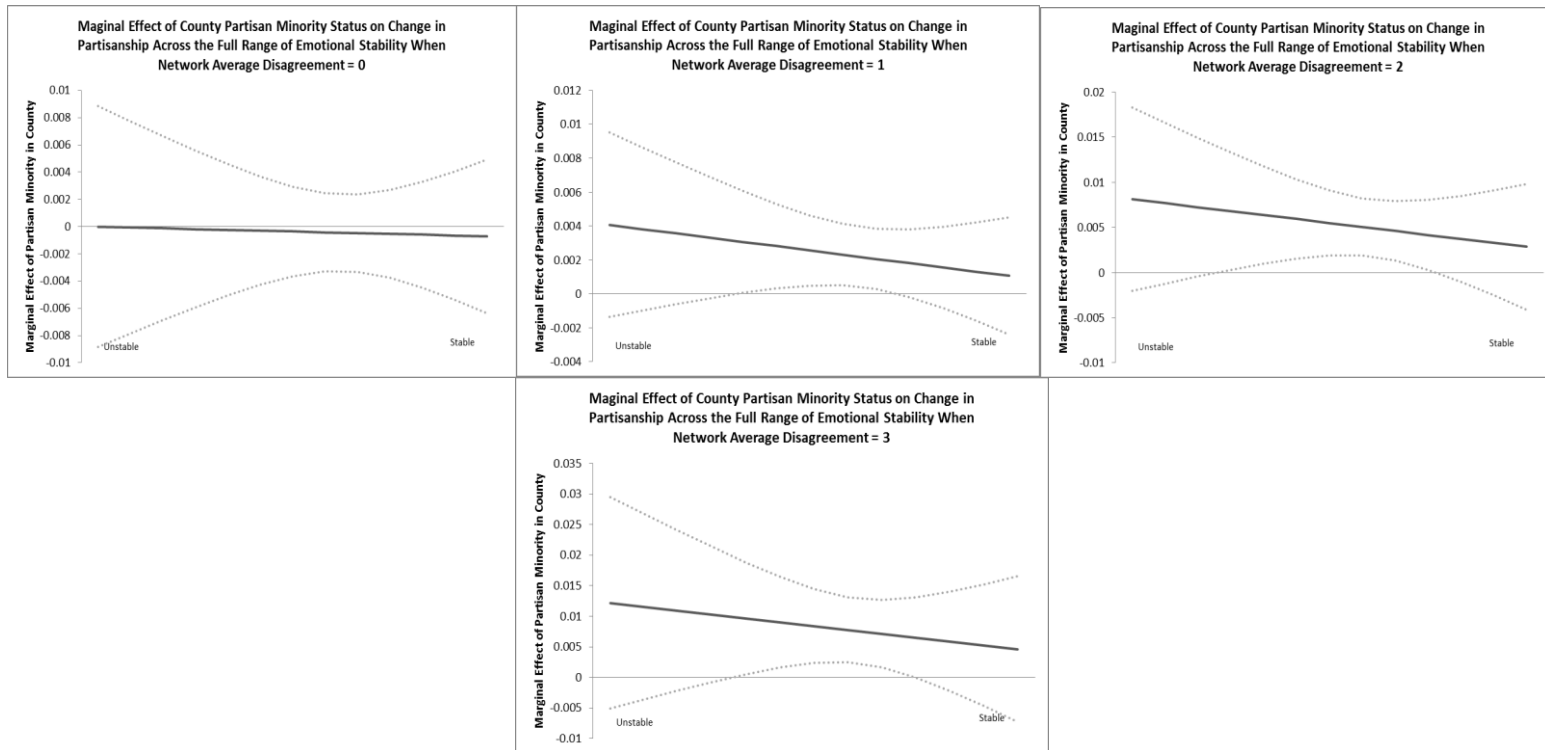 Maginal Effect of County Partisan Minority Status on Change in
Partisanship Across the Full Range of Emotional Stability When
Network Average Disagreement = 0
Marginal Effect of Partisan Minority in County
0.01
0.008
0.006
0.004
0.002
0
-0.002
-0.004
-0.006
-0.008
-0.01
Unstable
Stable
Maginal Effect of County Partisan Minority Status on Change in
Partisanship Across the Full Range of Emotional Stability When
Network Average Disagreement = 1
Marginal Effect of Partisan Minority in County
0.012
0.01
0.008
0.006
0.004
0.002
0
-0.002
-0.004
Unstable
Stable
Maginal Effect of County Partisan Minority Status on Change in
Partisanship Across the Full Range of Emotional Stability When
Network Average Disagreement = 2
Marginal Effect of Partisan Minority in County
0.02
0.015
0.01
0.005
0
-0.005
-0.01
Unstable
Stable
Maginal Effect of County Partisan Minority Status on Change in
Partisanship Across the Full Range of Emotional Stability When
Network Average Disagreement = 3
Marginal Effect of Partisan Minority in County
0.035
0.03
0.025
0.02
0.015
0.01
0.005
0
-0.005
-0.01
Unstable
Stable